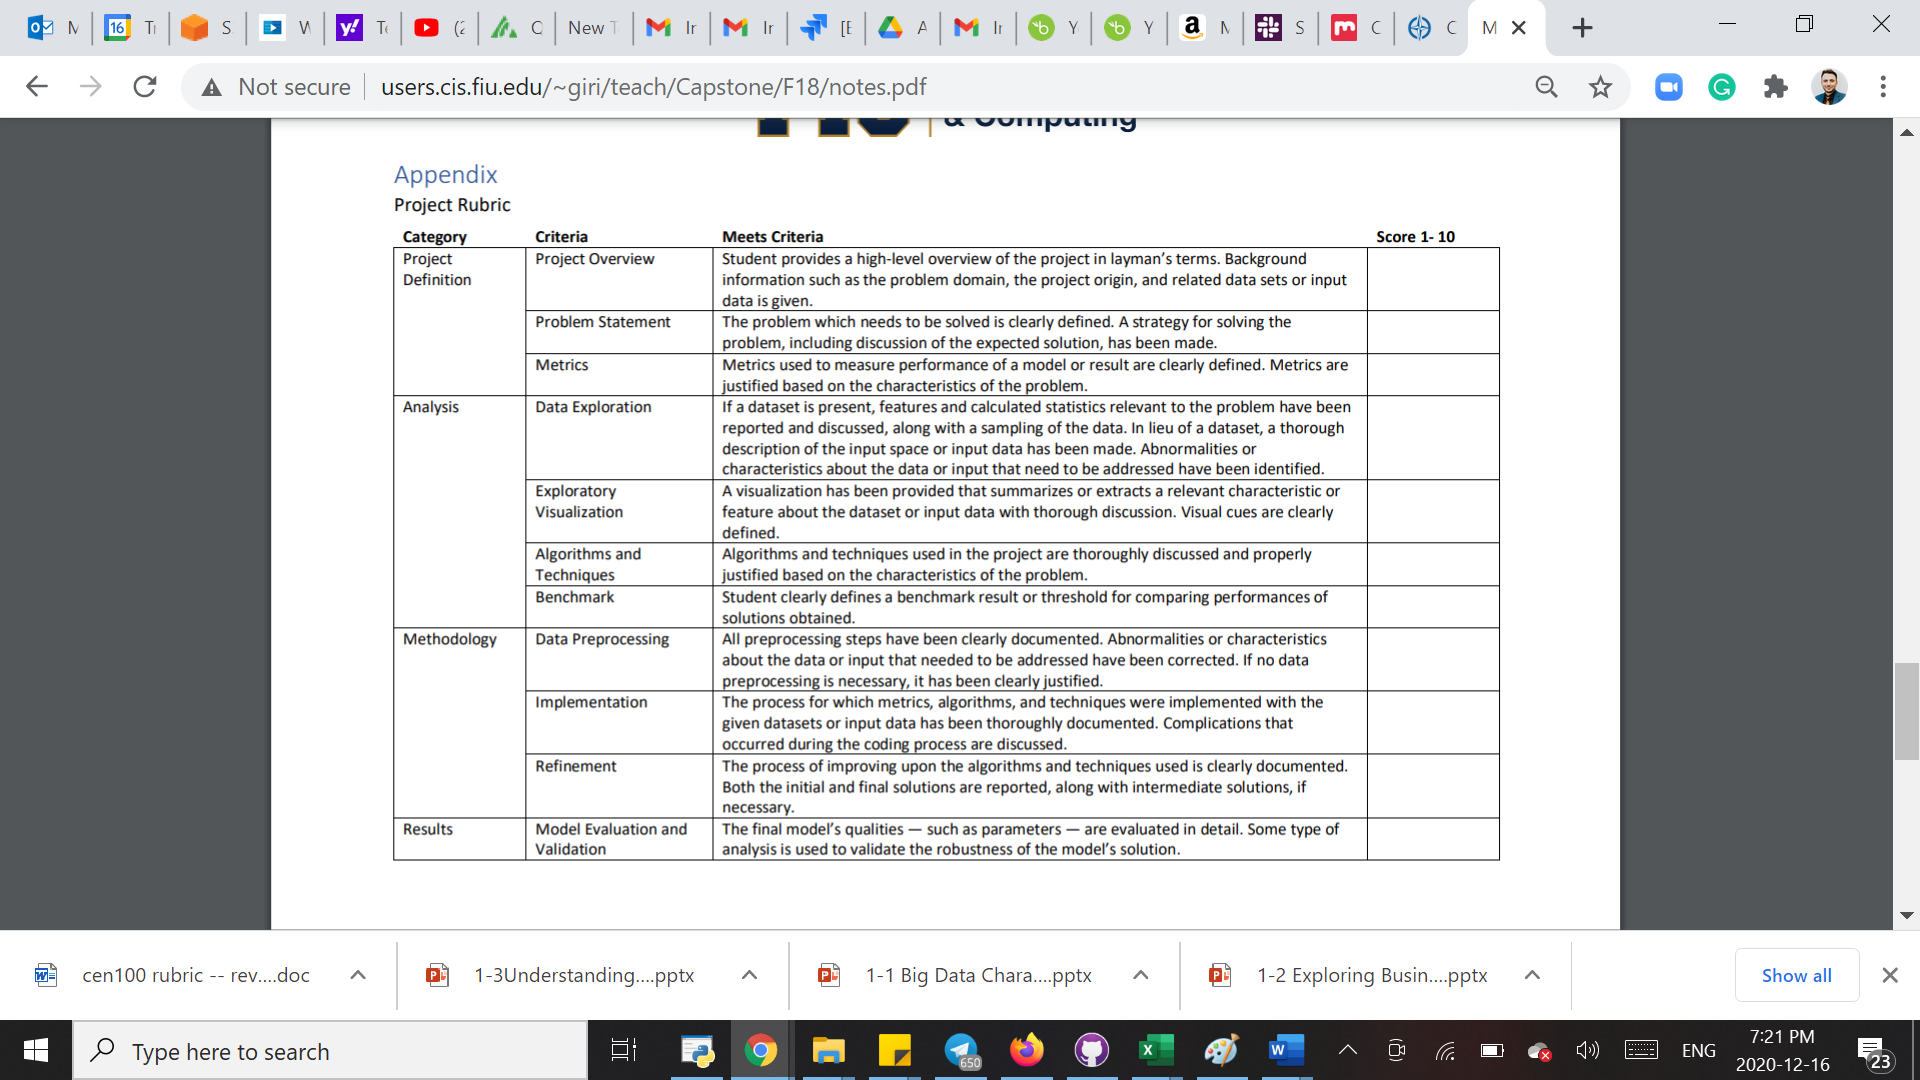 M
16
T
S
W
Te
(2
C
New T
Ir
Ir
[E
A
Ir
Y
Y
M
S
C
C
M
Not secure
users.cis.fiu.edu/~giri/teach/Capstone/F18/notes.pdf
& Computing
Appendix
Project Rubric
Category Criteria Meets Criteria Score 1- 10
Project Project Overview Student provides a high-level overview of the project in layman's terms. Background
Definition information such as the problem domain, the project origin, and related data sets or input
data is given.
Problem Statement The problem which needs to be solved is clearly defined. A strategy for solving the
problem, including discussion of the expected solution, has been made.
Metrics Metrics used to measure performance of a model or result are clearly defined. Metrics are
justified based on the characteristics of the problem.
Analysis Data Exploration If a dataset is present, features and calculated statistics relevant to the problem have been
reported and discussed, along with a sampling of the data. In lieu of a dataset, a thorough
description of the input space or input data has been made. Abnormalities or
characteristics about the data or input that need to be addressed have been identified.
Exploratory A visualization has been provided that summarizes or extracts a relevant characteristic or
Visualization feature about the dataset or input data with thorough discussion. Visual cues are clearly
defined.
Algorithms and Algorithms and techniques used in the project are thoroughly discussed and properly
Techniques justified based on the characteristics of the problem.
Benchmark Student clearly defines a benchmark result or threshold for comparing performances of
solutions obtained.
Methodology Data Preprocessing All preprocessing steps have been clearly documented. Abnormalities or characteristics
about the data or input that needed to be addressed have been corrected. If no data
preprocessing is necessary, it has been clearly justified.
Implementation The process for which metrics, algorithms, and techniques were implemented with the
given datasets or input data has been thoroughly documented. Complications that
occurred during the coding process are discussed.
Refinement The process of improving upon the algorithms and techniques used is clearly documented.
Both the initial and final solutions are reported, along with intermediate solutions, if
necessary.
Results Model Evaluation and The final model's qualities — such as parameters — are evaluated in detail. Some type of
Validation analysis is used to validate the robustness of the model's solution.
cen100 rubric -- rev....doc
1-3Understanding....pptx
1-1 Big Data Chara....pptx
1-2 Exploring Busin....pptx
Show all
Type here to search
650
ENG
7:21 PM
2020-12-16
23